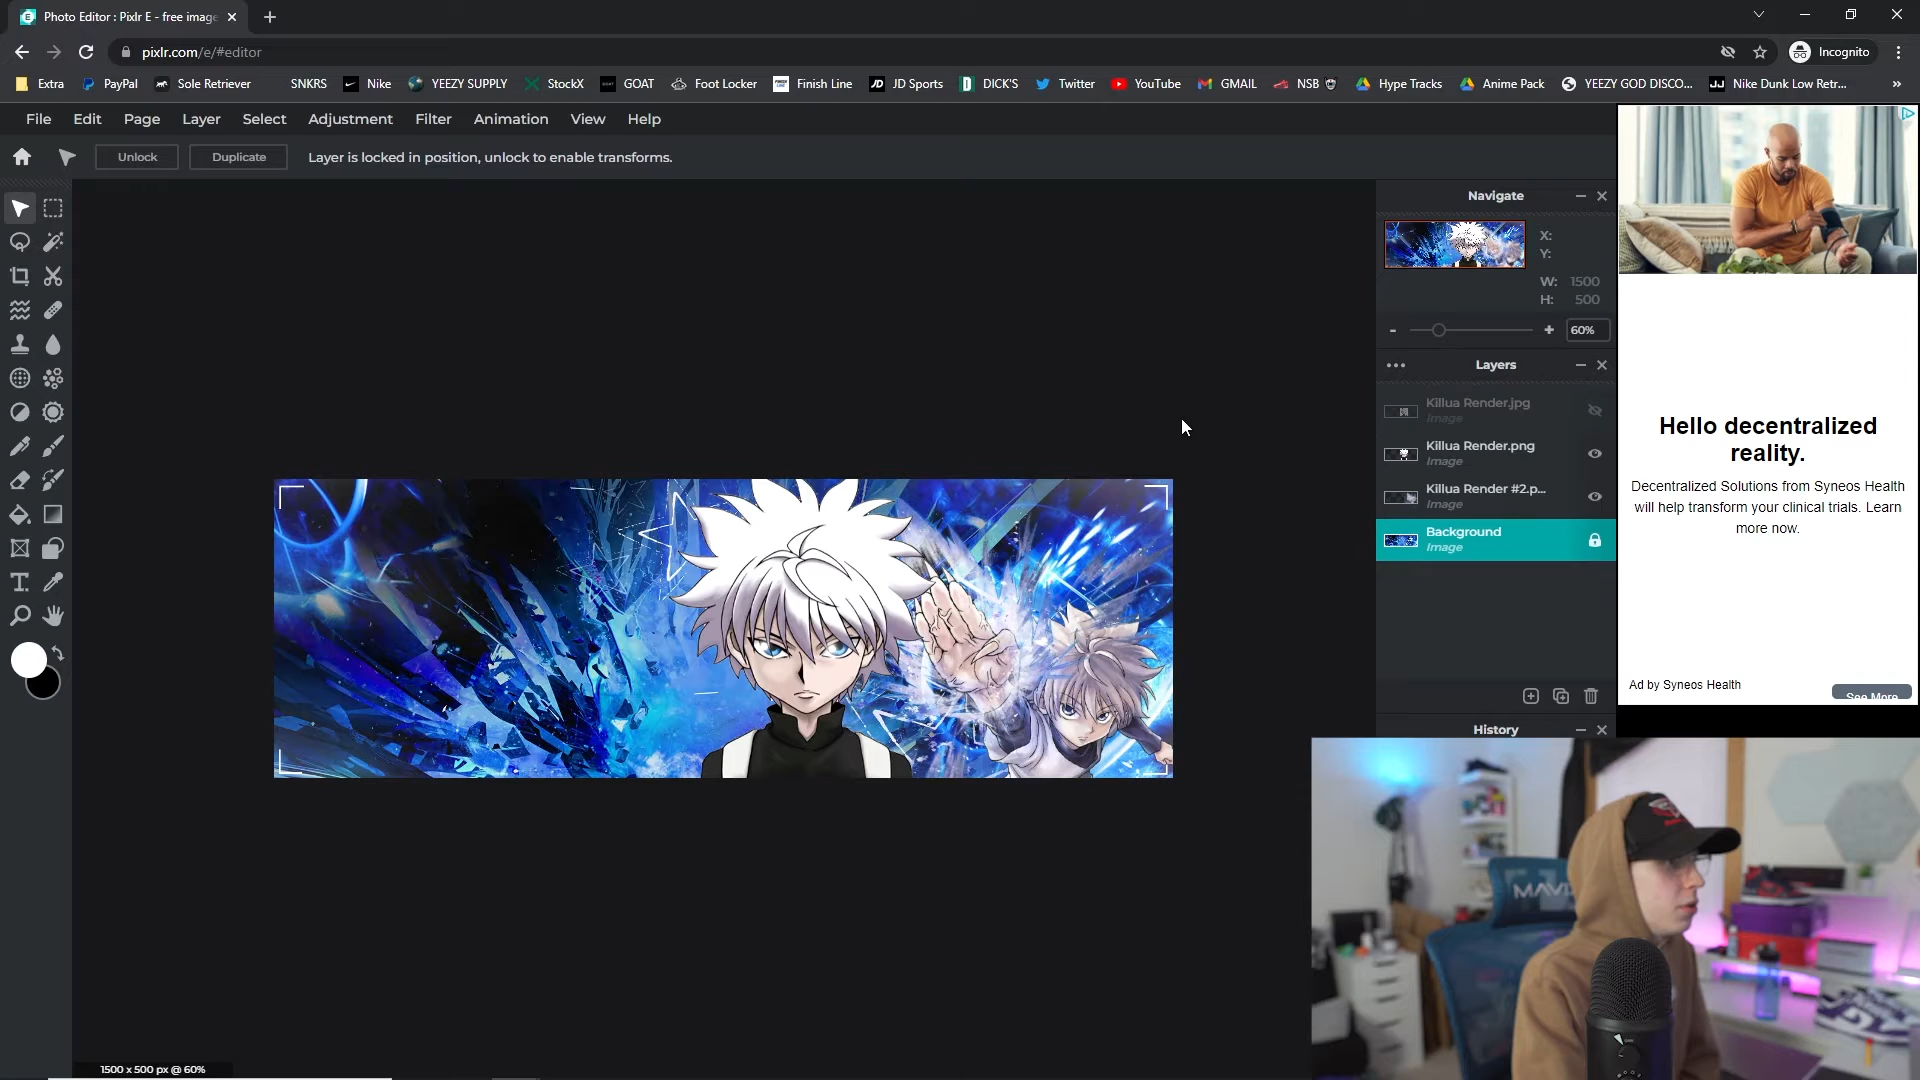 Photo Editor : Pixlr E - free image
pixlr.com/e/#editor
Incognito
Extra
PayPal
Sole Retriever
SNKRS
Nike
YEEZY SUPPLY
StockX
GOAT
Foot Locker
Finish Line
JD Sports
DICK'S
Twitter
YouTube
GMAIL
NSB
Hype Tracks
Anime Pack
YEEZY GOD DISCO...
Nike Dunk Low Retr...
File Edit Page Layer Select Adjustment Filter Animation View Help
Unlock
Duplicate
Layer is locked in position, unlock to enable transforms.
Navigate
X:
Y:
W: 1500
H: 500
60%
Layers
Killua Render.jpg
Image
Killua Render.png
Image
Killua Render #2.p...
Image
Background
Image
History
Hello decentralized
reality.
Decentralized Solutions from Syneos Health
will help transform your clinical trials. Learn
more now.
Ad by Syneos Health
See More
1500 x 500 px @ 60%